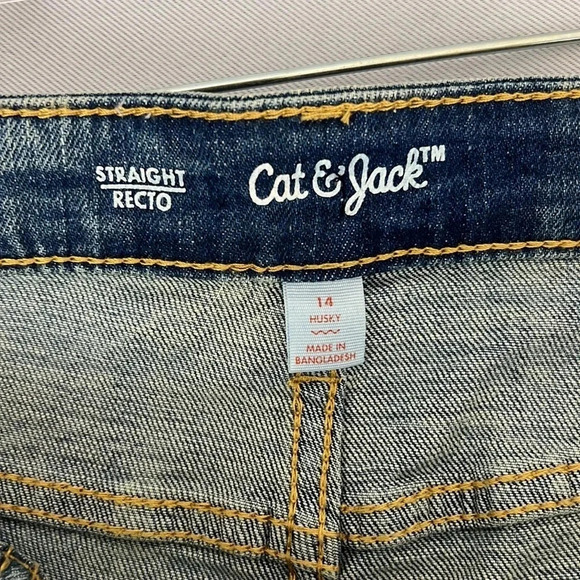 STRAIGHT
RECTO
Cat & Jack™
14
HUSKY
MADE IN
BANGLADESH